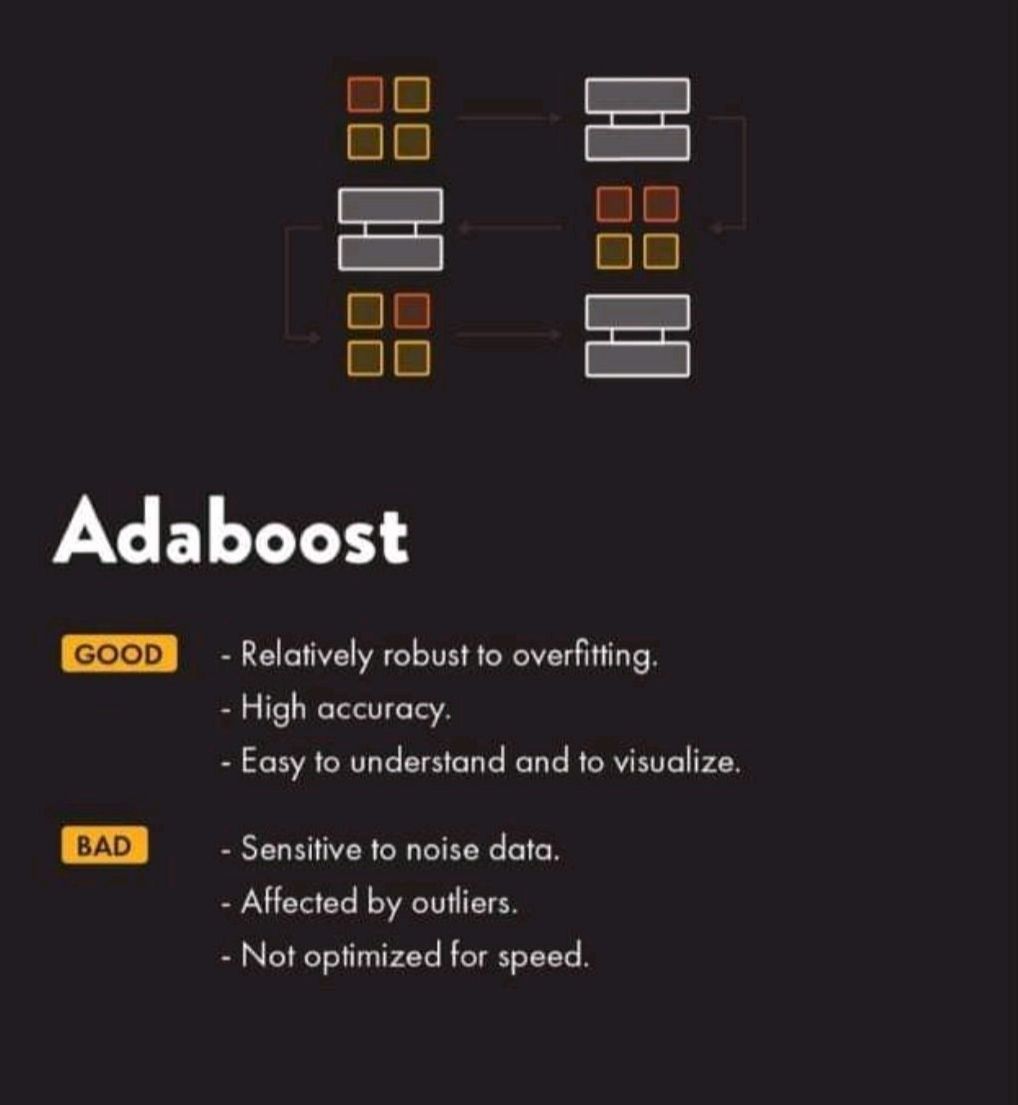 Adaboost
GOOD
- Relatively robust to overfitting.
- High accuracy.
- Easy to understand and to visualize.
BAD
- Sensitive to noise data.
- Affected by outliers.
- Not optimized for speed.